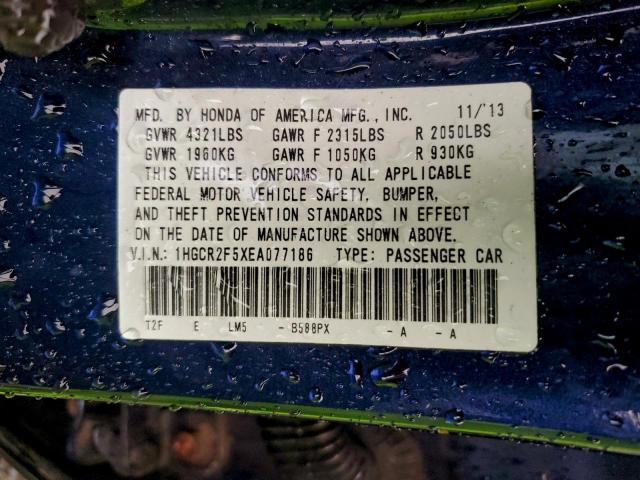 MFD. BY HONDA OF AMERICA MFG., INC. 11/'13
GVWR 4321LBS GAWR F 2315LBS R 2050LBS
GVWR 1960KG GAWR F 1050KG R 930KG
THIS VEHICLE CONFORMS TO ALL APPLICABLE
FEDERAL MOTOR VEHICLE SAFETY, BUMPER,
AND THEFT PREVENTION STANDARDS IN EFFECT
ON THE DATE OF MANUFACTURE SHOWN ABOVE.
V.I.N.: 1HGCR2F5XEA077186 TYPE: PASSENGER CAR
T2F E LM5 - B588PX - A - A